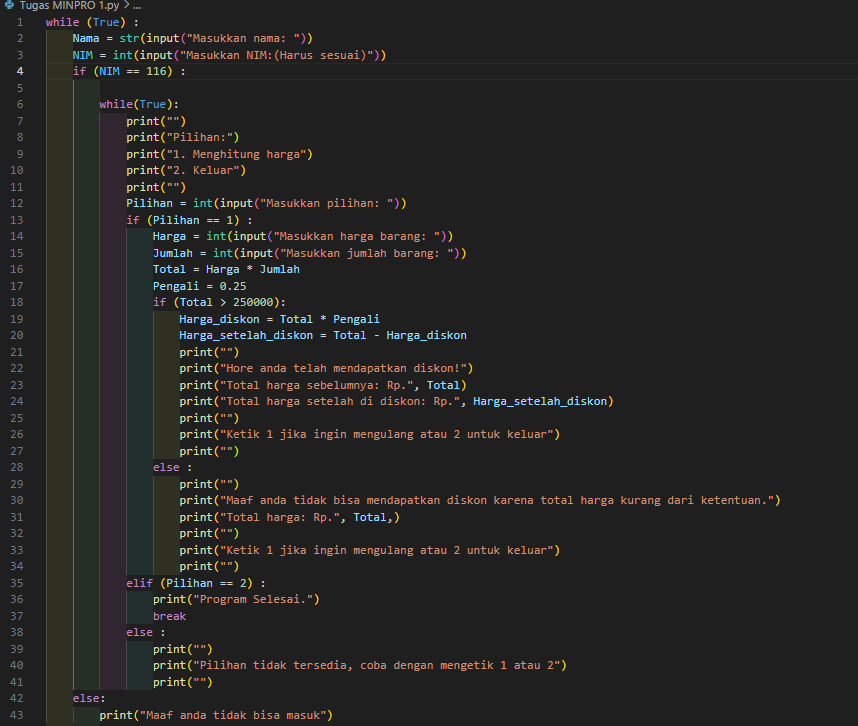 Tugas MINPRO 1.py > ...
1 while (True) :
2     Nama = str(input("Masukkan nama: "))
3     NIM = int(input("Masukkan NIM:(Harus sesuai)"))
4     if (NIM == 116) :
5
6         while(True):
7             print("")
8             print("Pilihan:")
9             print("1. Menghitung harga")
10             print("2. Keluar")
11             print("")
12             Pilihan = int(input("Masukkan pilihan: "))
13             if (Pilihan == 1) :
14                 Harga = int(input("Masukkan harga barang: "))
15                 Jumlah = int(input("Masukkan jumlah barang: "))
16                 Total = Harga * Jumlah
17                 Pengali = 0.25
18                 if (Total > 250000):
19                     Harga_diskon = Total * Pengali
20                     Harga_setelah_diskon = Total - Harga_diskon
21                     print("")
22                     print("Hore anda telah mendapatkan diskon!")
23                     print("Total harga sebelumnya: Rp.", Total)
24                     print("Total harga setelah di diskon: Rp.", Harga_setelah_diskon)
25                     print("")
26                     print("Ketik 1 jika ingin mengulang atau 2 untuk keluar")
27                     print("")
28                 else :
29                     print("")
30                     print("Maaf anda tidak bisa mendapatkan diskon karena total harga kurang dari ketentuan.")
31                     print("Total harga: Rp.", Total,)
32                     print("")
33                     print("Ketik 1 jika ingin mengulang atau 2 untuk keluar")
34                     print("")
35             elif (Pilihan == 2) :
36                 print("Program Selesai.")
37                 break
38             else :
39                 print("")
40                 print("Pilihan tidak tersedia, coba dengan mengetik 1 atau 2")
41                 print("")
42     else:
43         print("Maaf anda tidak bisa masuk")